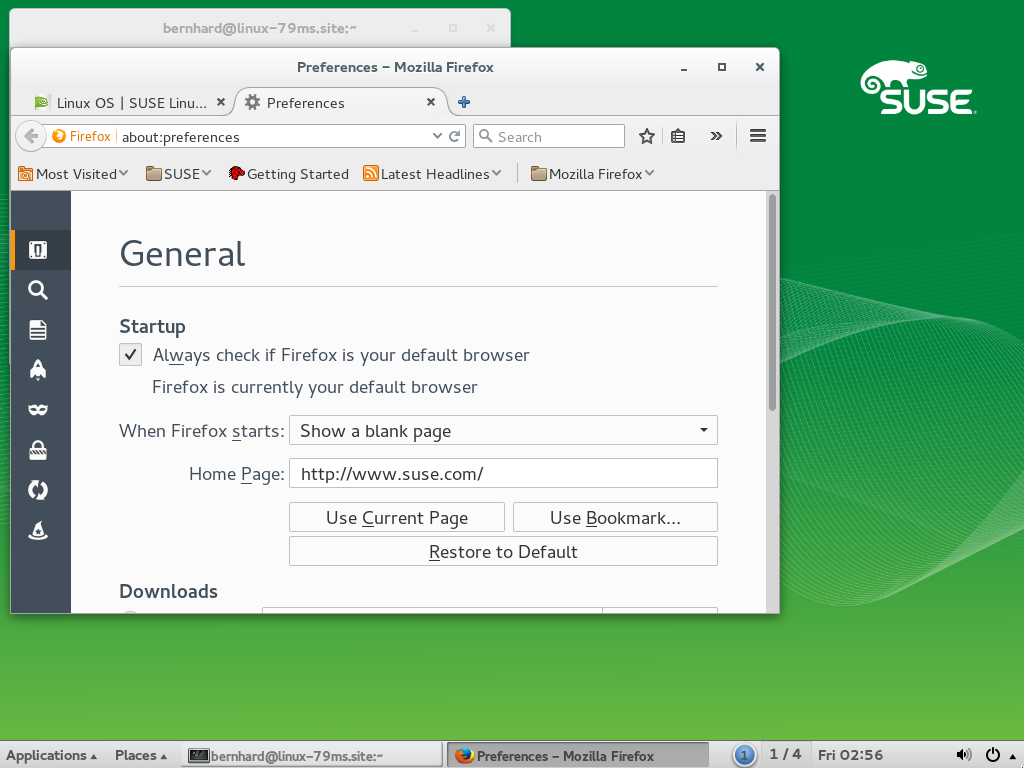 bernhard@linux-79ms.site:~
Preferences - Mozilla Firefox
Linux OS | SUSE Linu... Preferences
Firefox about:preferences Search
Most Visited SUSE Getting Started Latest Headlines Mozilla Firefox
SUSE
General
Startup
Always check if Firefox is your default browser
Firefox is currently your default browser
When Firefox starts: Show a blank page
Home Page: http://www.suse.com/
Use Current Page Use Bookmark...
Restore to Default
Downloads
Applications Places bernhard@linux-79ms.site:~ Preferences - Mozilla Firefox 1 1 / 4 Fri 02:56